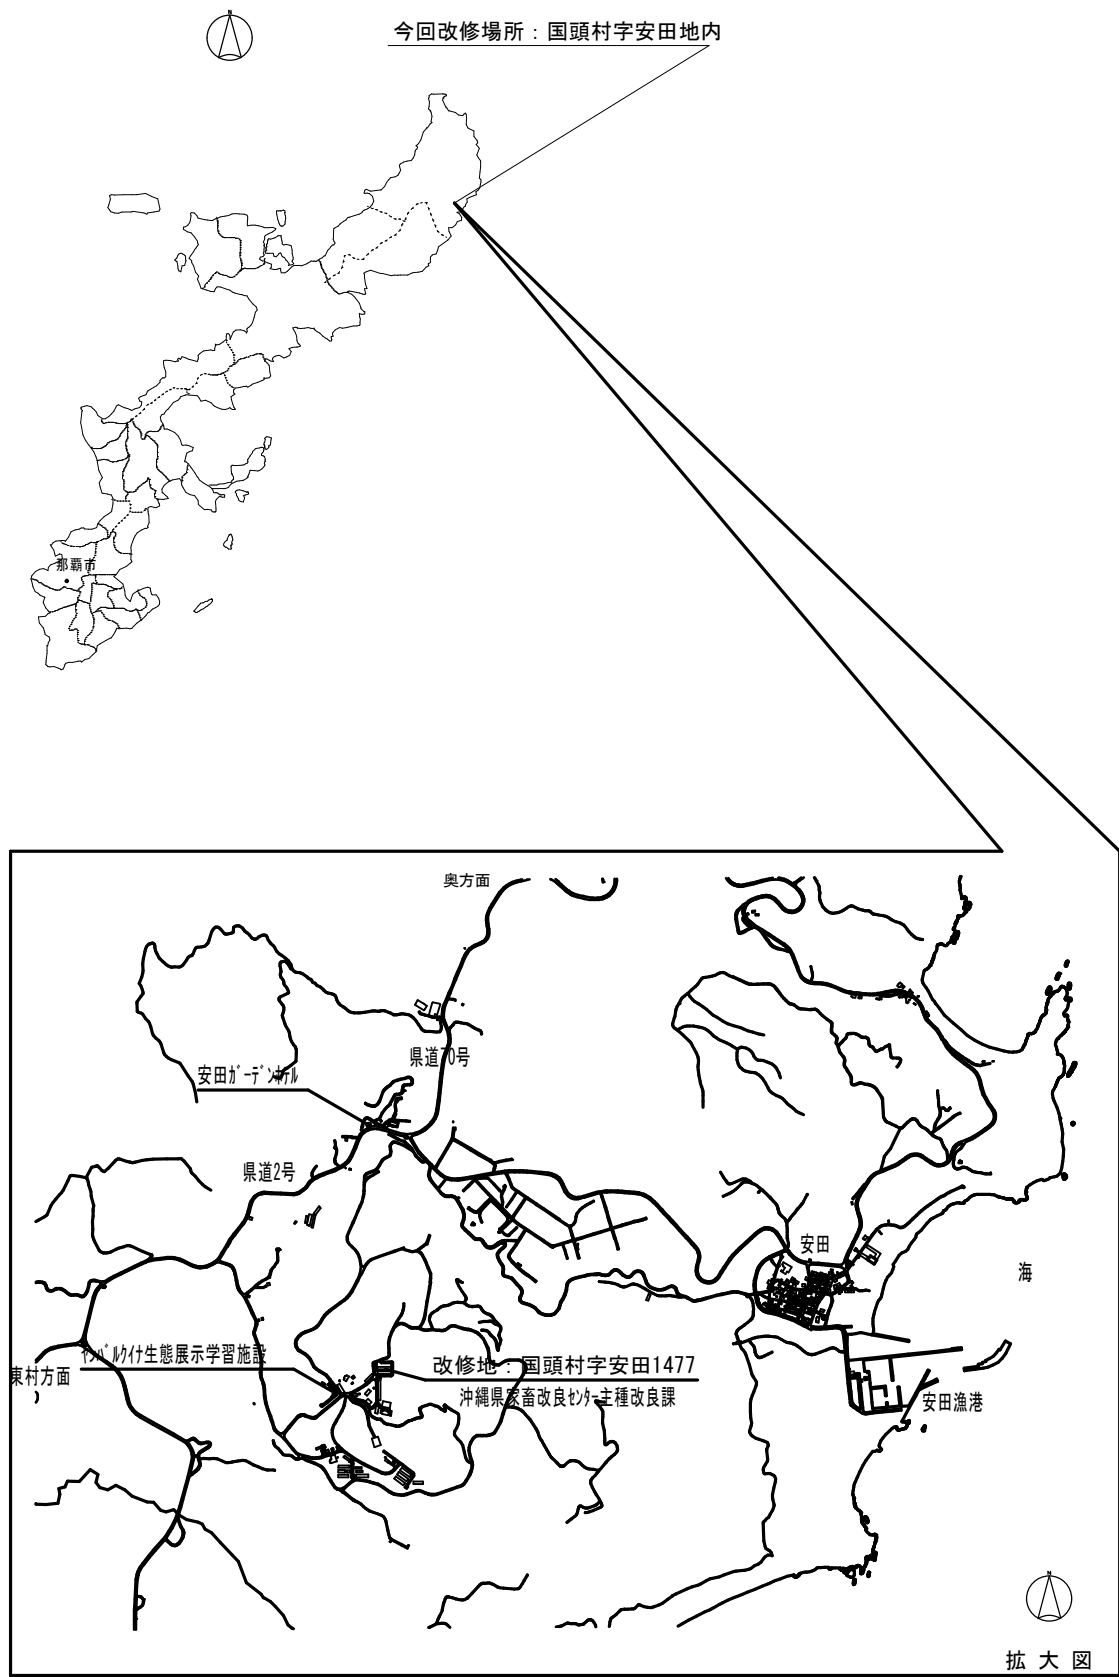 N
今回改修場所：国頭村字安田地内
那覇市
奥方面
県道70号
安田ｶﾞｰﾃﾞﾝﾎﾃﾙ
県道2号
安田
海
ﾔﾝﾊﾞﾙｸｲﾅ生態展示学習施設
改修地：国頭村字安田1477
東村方面
沖縄県家畜改良ｾﾝﾀｰ主種改良課
安田漁港
N
拡大図